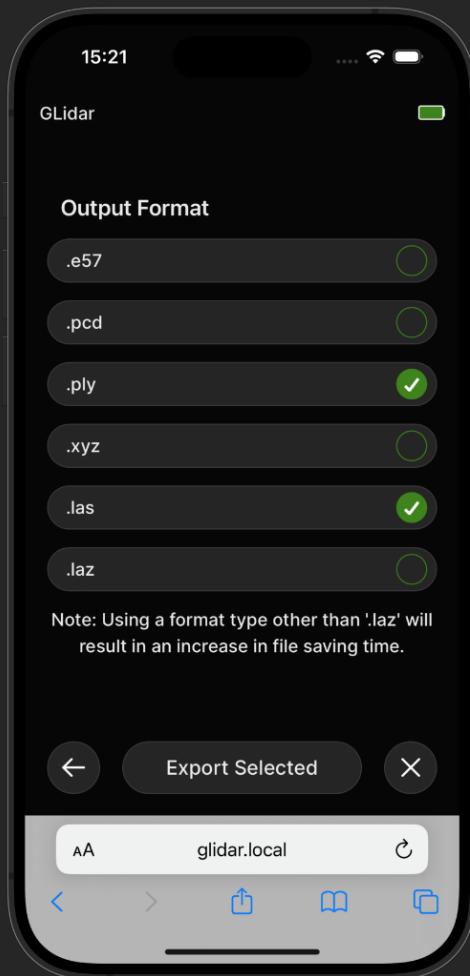 15:21
GLidar
Output Format
.e57
.pcd
.ply
.xyz
.las
.laz
Note: Using a format type other than '.laz' will
result in an increase in file saving time.
Export Selected
AA
glidar.local